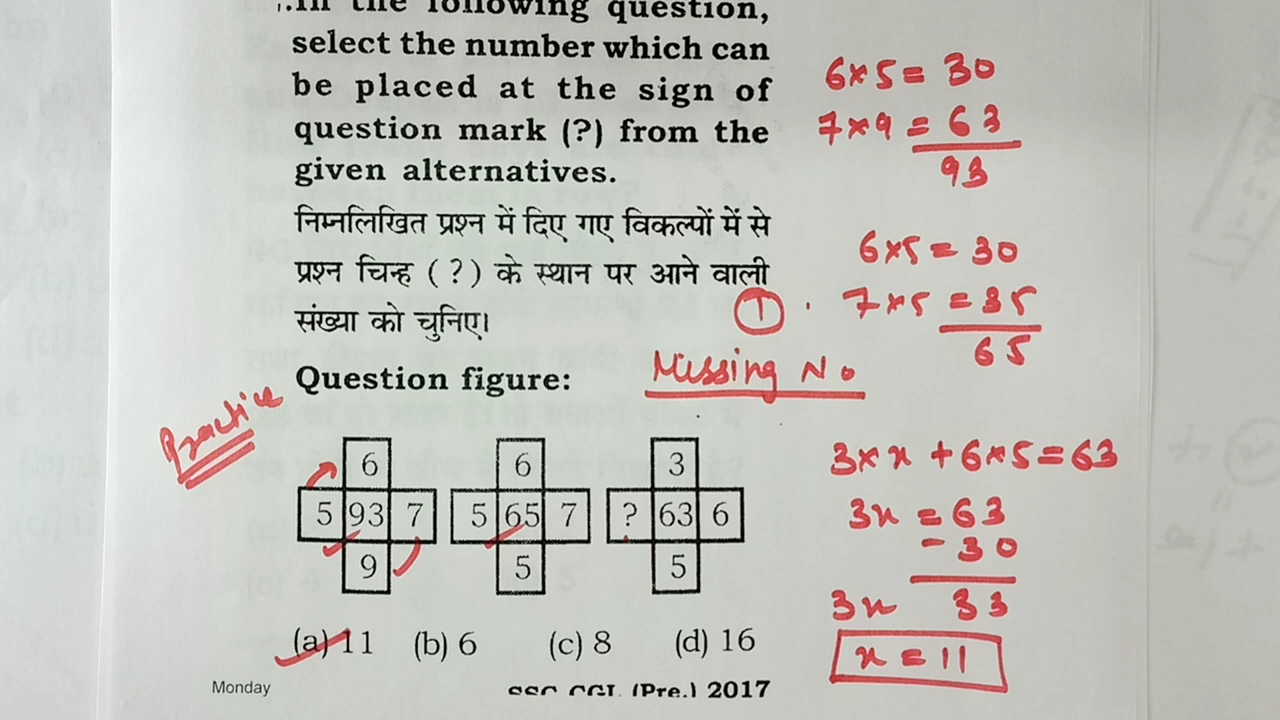 In the following question,
select the number which can
be placed at the sign of
question mark (?) from the
given alternatives.
निम्नलिखित प्रश्न में दिए गए विकल्पों में से
प्रश्न चिन्ह (?) के स्थान पर आने वाली
संख्या को चुनिए।
Question figure:
Practice
Missing No
1
6 6 3
5 93 7 5 65 7 ? 63 6
9 5 5
(a) 11 (b) 6 (c) 8 (d) 16
Monday
SSC CGL (Pre.) 2017
6×5= 30
7×9 = 63
93
6×5= 30
7×5 = 35
65
3×x +6×5=63
3x = 63
- 30
3x 33
x = 11